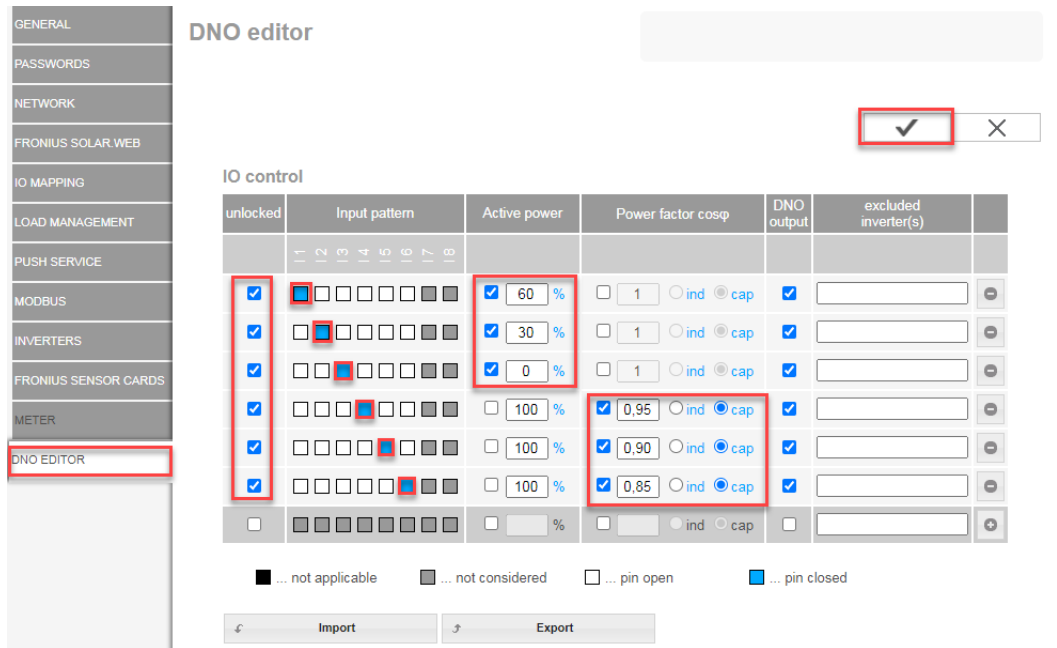 GENERAL
PASSWORDS
NETWORK
FRONIUS SOLAR.WEB
IO MAPPING
LOAD MANAGEMENT
PUSH SERVICE
MODBUS
INVERTERS
FRONIUS SENSOR CARDS
METER
DNO EDITOR
DNO editor
IO control
unlocked Input pattern Active power Power factor cosφ DNO output excluded inverter(s)
I1 I2 I3 I4 I5 I6 I7 I8
60 % 1 ind cap
30 % 1 ind cap
0 % 1 ind cap
100 % 0,95 ind cap
100 % 0,90 ind cap
100 % 0,85 ind cap
% ind cap
... not applicable ... not considered ... pin open ... pin closed
Import Export